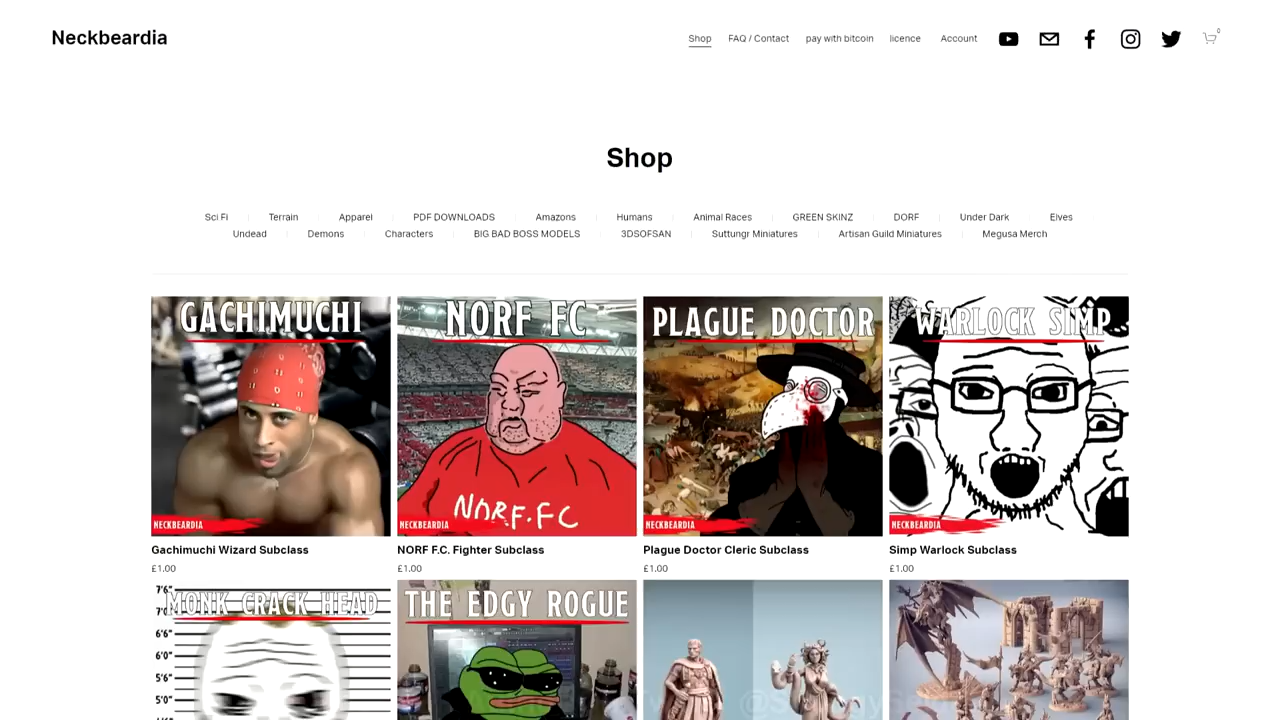 Neckbeardia
Shop FAQ / Contact pay with bitcoin licence Account 0
Shop
Sci Fi Terrain Apparel PDF DOWNLOADS Amazons Humans Animal Races GREEN SKINZ DORF Under Dark Elves
Undead Demons Characters BIG BAD BOSS MODELS 3DSOFSAN Suttungr Miniatures Artisan Guild Miniatures Megusa Merch
GACHIMUCHI NORF FC PLAGUE DOCTOR WARLOCK SIMP
NORF.FC
NECKBEARDIA NECKBEARDIA NECKBEARDIA NECKBEARDIA
Gachimuchi Wizard Subclass NORF F.C. Fighter Subclass Plague Doctor Cleric Subclass Simp Warlock Subclass
£1.00 £1.00 £1.00 £1.00
7'6"
7'0" MONK CRACK HEAD THE EDGY ROGUE
6'6"
6'0"
5'6"
5'0"